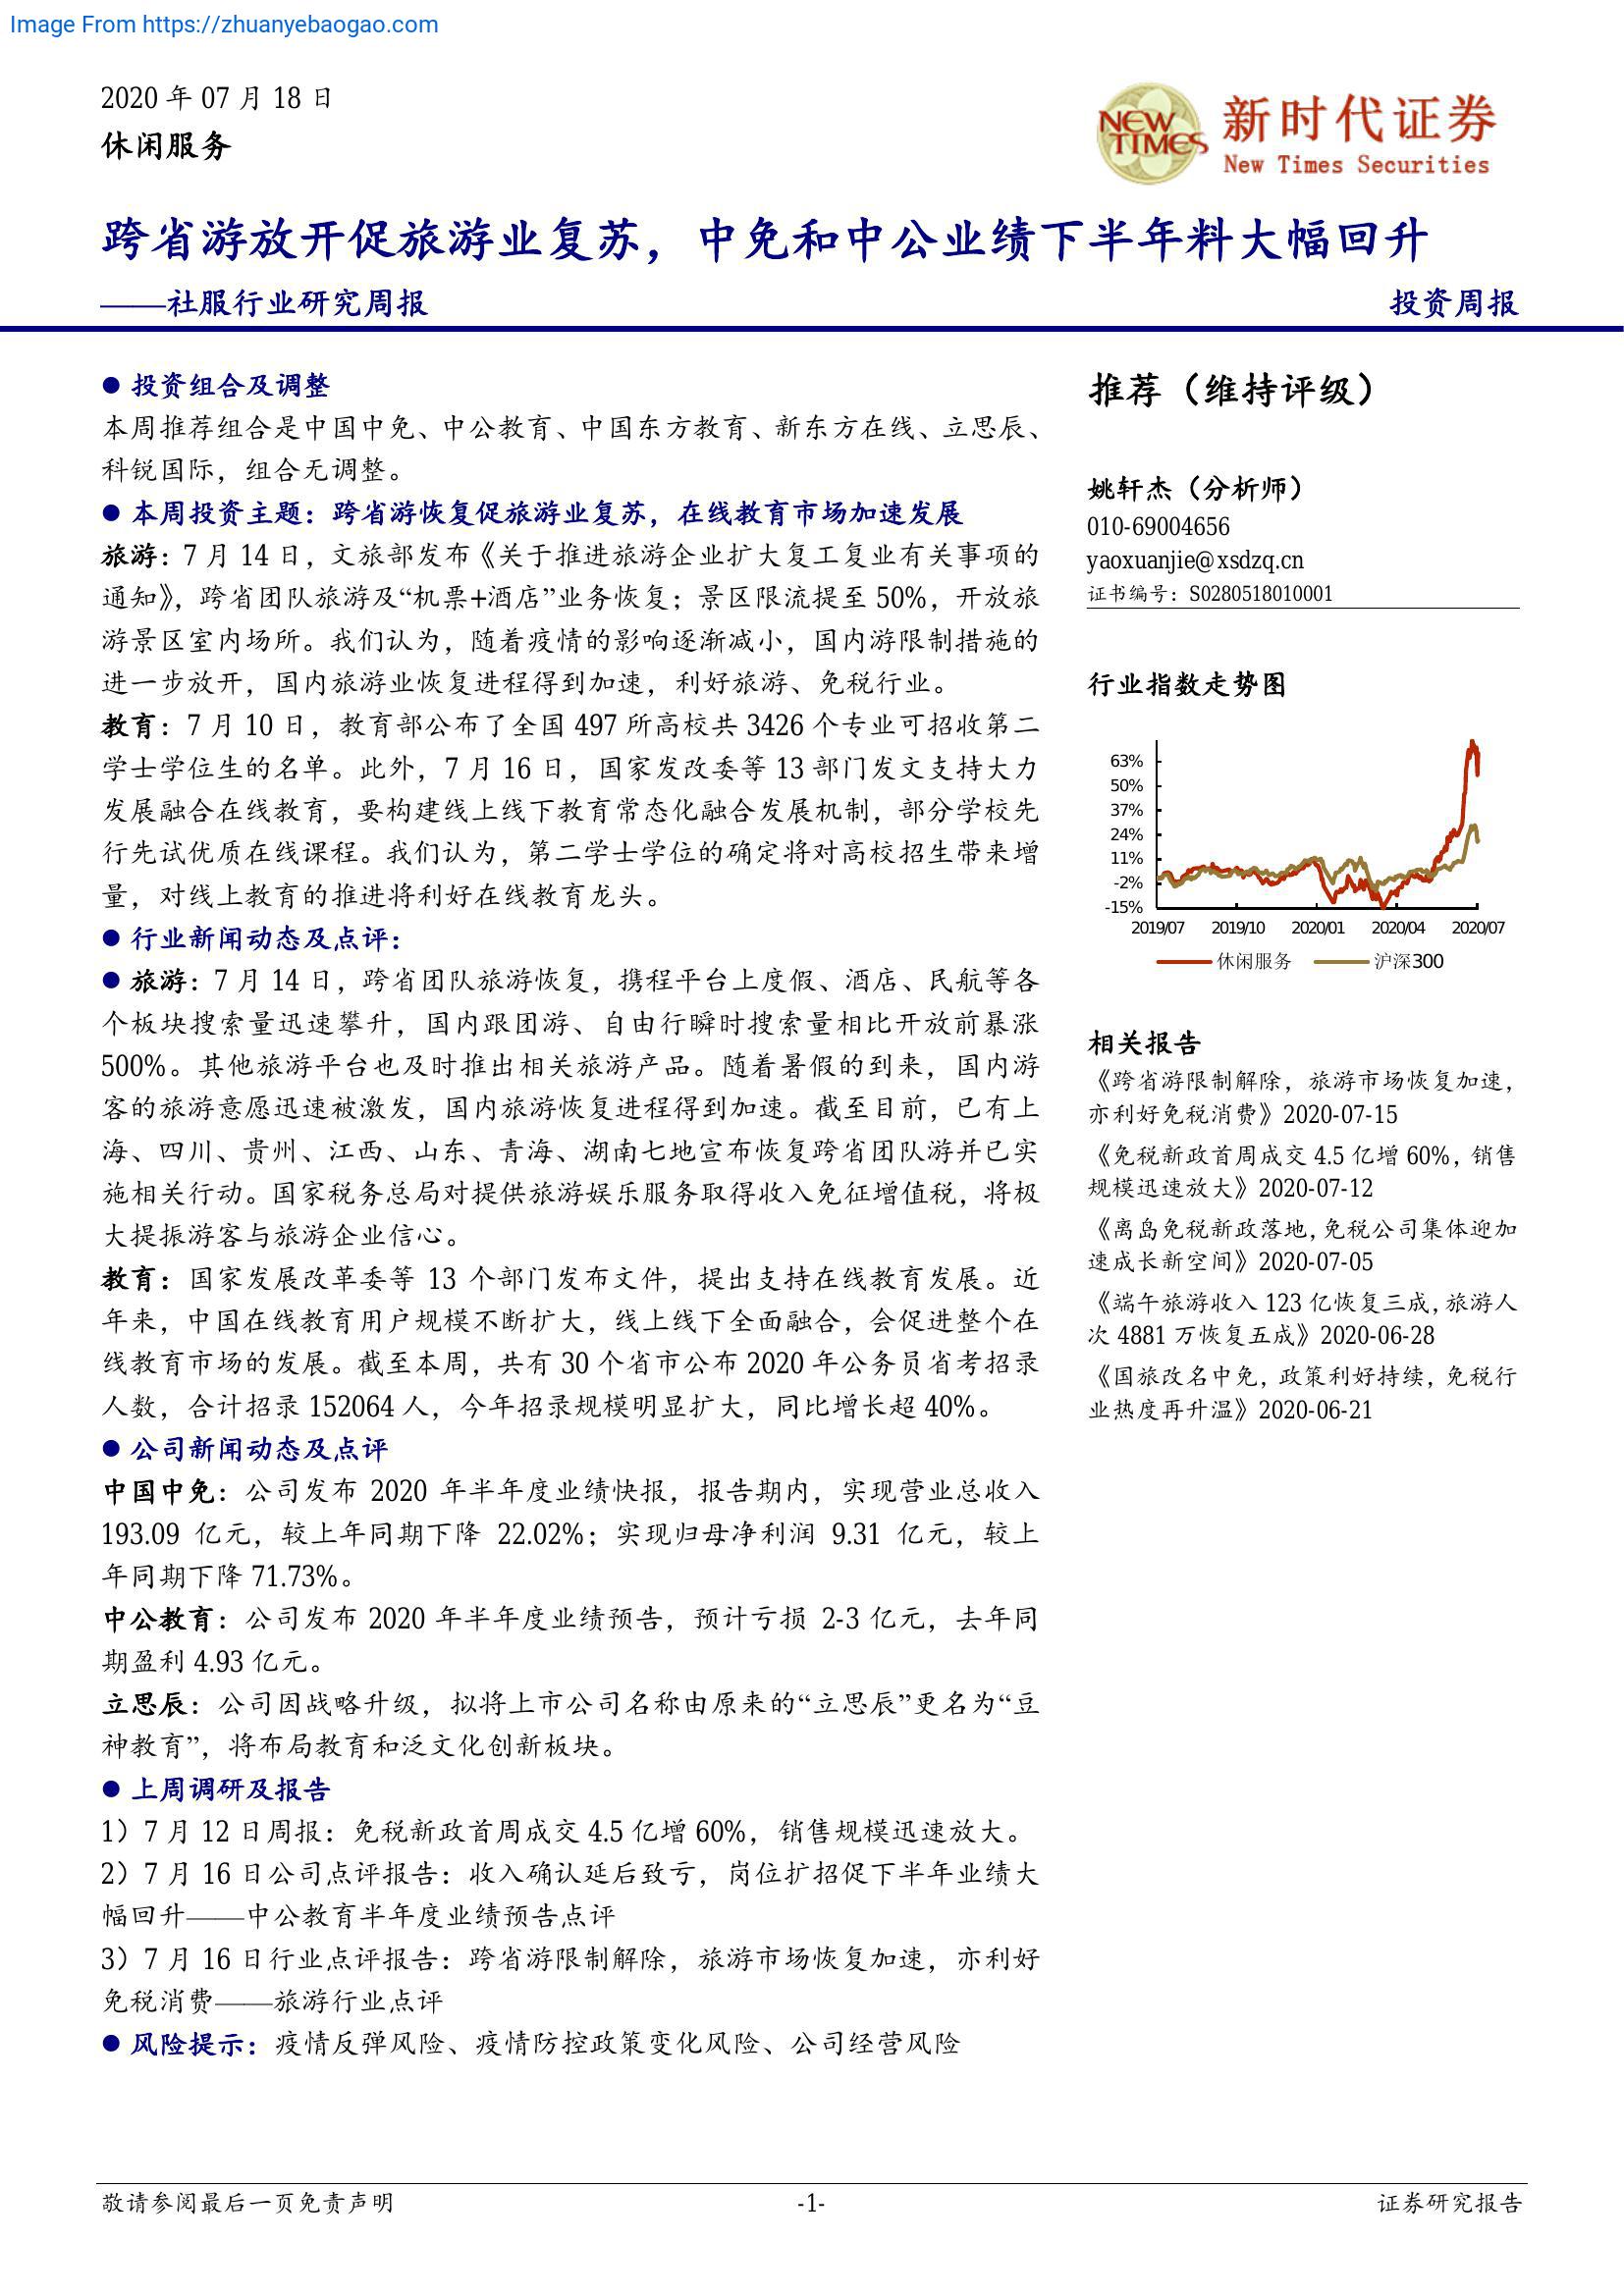 Image From https://zhuanyebaogao.com
2020 年 07 月 18 日
休闲服务
NEW TIMES
新时代证券
New Times Securities
跨省游放开促旅游业复苏，中免和中公业绩下半年料大幅回升
——社服行业研究周报
投资周报
● 投资组合及调整
本周推荐组合是中国中免、中公教育、中国东方教育、新东方在线、立思辰、
科锐国际，组合无调整。
● 本周投资主题：跨省游恢复促旅游业复苏，在线教育市场加速发展
旅游：7 月 14 日，文旅部发布《关于推进旅游企业扩大复工复业有关事项的
通知》，跨省团队旅游及“机票+酒店”业务恢复；景区限流提至 50%，开放旅
游景区室内场所。我们认为，随着疫情的影响逐渐减小，国内游限制措施的
进一步放开，国内旅游业恢复进程得到加速，利好旅游、免税行业。
教育：7 月 10 日，教育部公布了全国 497 所高校共 3426 个专业可招收第二
学士学位生的名单。此外，7 月 16 日，国家发改委等 13 部门发文支持大力
发展融合在线教育，要构建线上线下教育常态化融合发展机制，部分学校先
行先试优质在线课程。我们认为，第二学士学位的确定将对高校招生带来增
量，对线上教育的推进将利好在线教育龙头。
● 行业新闻动态及点评：
● 旅游：7 月 14 日，跨省团队旅游恢复，携程平台上度假、酒店、民航等各
个板块搜索量迅速攀升，国内跟团游、自由行瞬时搜索量相比开放前暴涨
500%。其他旅游平台也及时推出相关旅游产品。随着暑假的到来，国内游
客的旅游意愿迅速被激发，国内旅游恢复进程得到加速。截至目前，已有上
海、四川、贵州、江西、山东、青海、湖南七地宣布恢复跨省团队游并已实
施相关行动。国家税务总局对提供旅游娱乐服务取得收入免征增值税，将极
大提振游客与旅游企业信心。
教育：国家发展改革委等 13 个部门发布文件，提出支持在线教育发展。近
年来，中国在线教育用户规模不断扩大，线上线下全面融合，会促进整个在
线教育市场的发展。截至本周，共有 30 个省市公布 2020 年公务员省考招录
人数，合计招录 152064 人，今年招录规模明显扩大，同比增长超 40%。
● 公司新闻动态及点评
中国中免：公司发布 2020 年半年度业绩快报，报告期内，实现营业总收入
193.09 亿元，较上年同期下降 22.02%；实现归母净利润 9.31 亿元，较上
年同期下降 71.73%。
中公教育：公司发布 2020 年半年度业绩预告，预计亏损 2-3 亿元，去年同
期盈利 4.93 亿元。
立思辰：公司因战略升级，拟将上市公司名称由原来的“立思辰”更名为“豆
神教育”，将布局教育和泛文化创新板块。
● 上周调研及报告
1）7 月 12 日周报：免税新政首周成交 4.5 亿增 60%，销售规模迅速放大。
2）7 月 16 日公司点评报告：收入确认延后致亏，岗位扩招促下半年业绩大
幅回升——中公教育半年度业绩预告点评
3）7 月 16 日行业点评报告：跨省游限制解除，旅游市场恢复加速，亦利好
免税消费——旅游行业点评
● 风险提示：疫情反弹风险、疫情防控政策变化风险、公司经营风险
推荐（维持评级）
姚轩杰（分析师）
010-69004656
yaoxuanjie@xsdzq.cn
证书编号：S0280518010001
行业指数走势图
63%
50%
37%
24%
11%
-2%
-15%
2019/07 2019/10 2020/01 2020/04 2020/07
休闲服务 沪深300
相关报告
《跨省游限制解除，旅游市场恢复加速，
亦利好免税消费》2020-07-15
《免税新政首周成交 4.5 亿增 60%，销售
规模迅速放大》2020-07-12
《离岛免税新政落地，免税公司集体迎加
速成长新空间》2020-07-05
《端午旅游收入 123 亿恢复三成，旅游人
次 4881 万恢复五成》2020-06-28
《国旅改名中免，政策利好持续，免税行
业热度再升温》2020-06-21
敬请参阅最后一页免责声明
-1-
证券研究报告